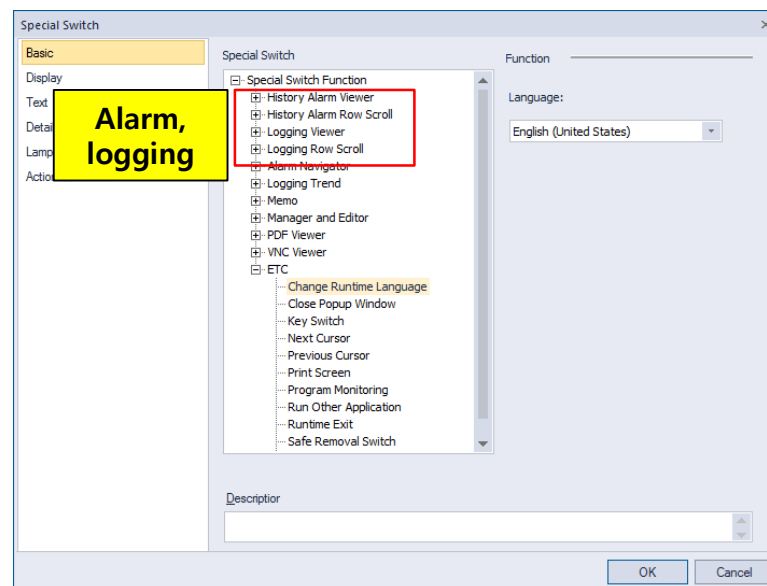 Special Switch
Basic
Display
Text
Detail
Lamp
Action
Alarm,
logging
Special Switch
Special Switch Function
History Alarm Viewer
History Alarm Row Scroll
Logging Viewer
Logging Row Scroll
Alarm Navigator
Logging Trend
Memo
Manager and Editor
PDF Viewer
VNC Viewer
ETC
Change Runtime Language
Close Popup Window
Key Switch
Next Cursor
Previous Cursor
Print Screen
Program Monitoring
Run Other Application
Runtime Exit
Safe Removal Switch
Function
Language:
English (United States)
Descriptior
OK
Cancel